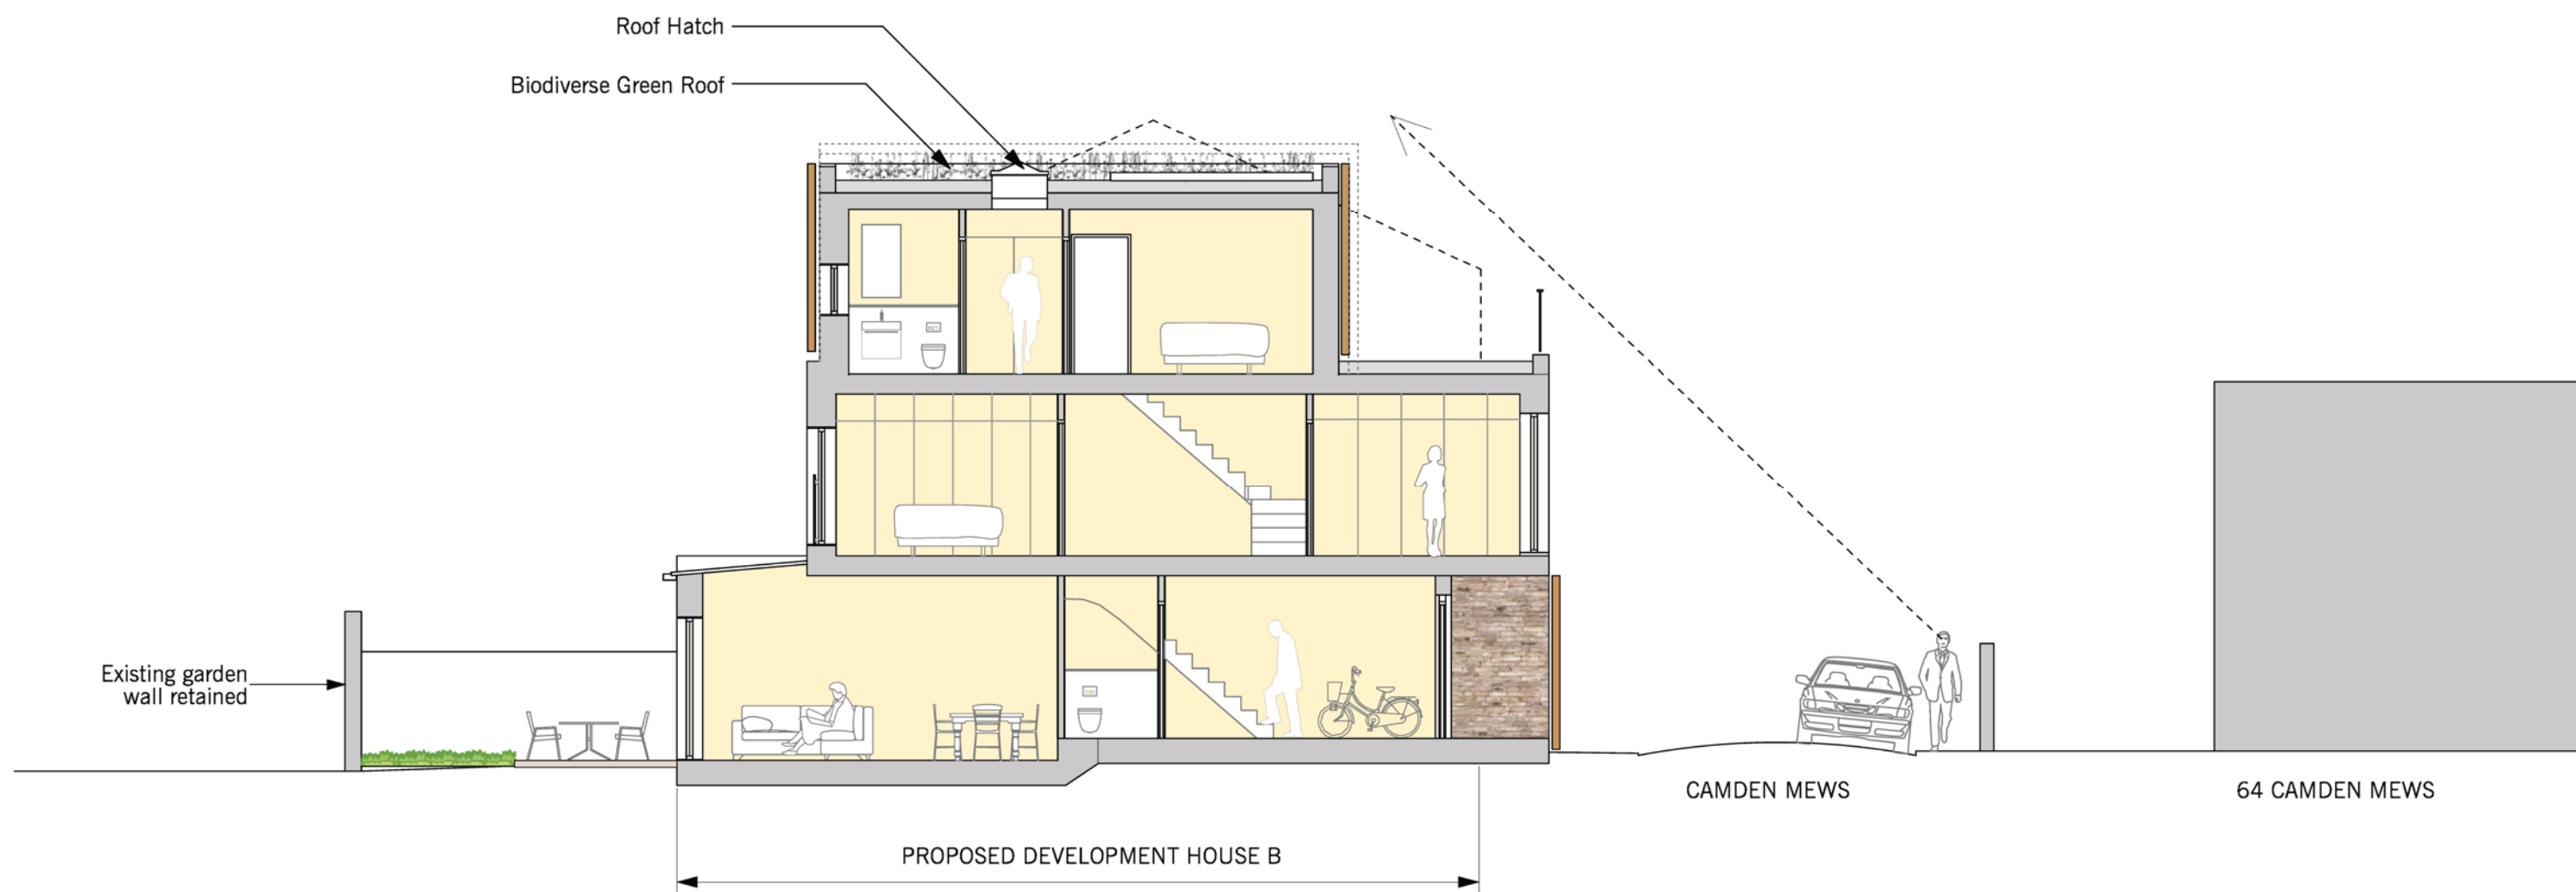 Roof Hatch
Biodiverse Green Roof
Existing garden
wall retained
CAMDEN MEWS
64 CAMDEN MEWS
PROPOSED DEVELOPMENT HOUSE B